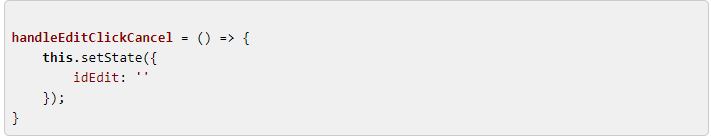 handleEditClickCancel = () => {
    this.setState({
        idEdit: ''
    });
}